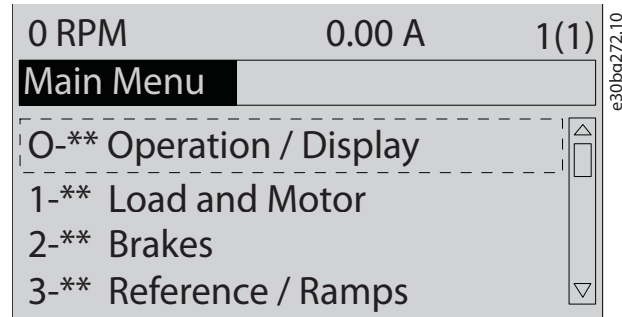 0 RPM 0.00 A 1(1)
Main Menu
O-** Operation / Display
1-** Load and Motor
2-** Brakes
3-** Reference / Ramps
e30bg272.10